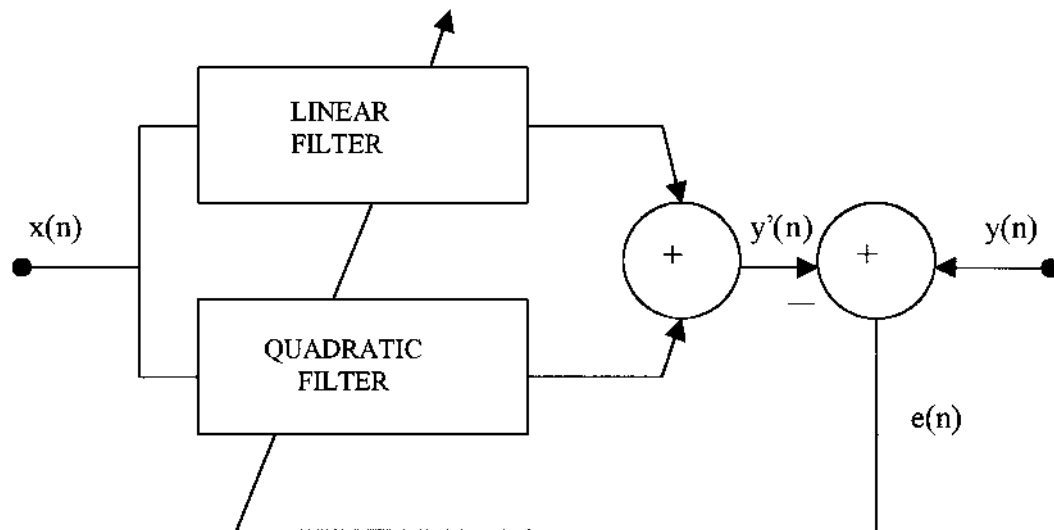 LINEAR
FILTER
x(n)
+
y'(n)
+
y(n)
—
QUADRATIC
FILTER
e(n)